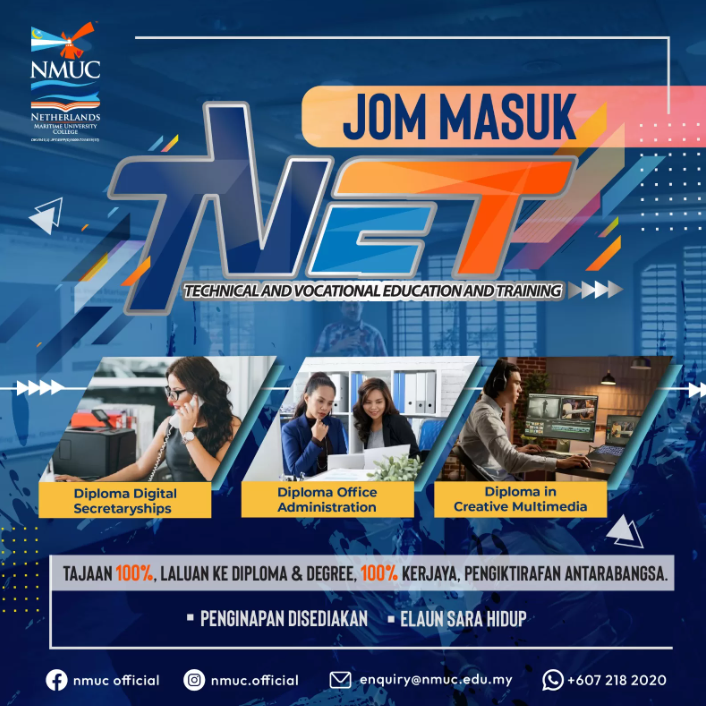 NMUC
NETHERLANDS
MARITIME UNIVERSITY
COLLEGE
JOM MASUK
TVET
TECHNICAL AND VOCATIONAL EDUCATION AND TRAINING
Diploma Digital
Secretaryships
Diploma Office
Administration
Diploma in
Creative Multimedia
TAJAAN 100%, LALUAN KE DIPLOMA & DEGREE, 100% KERJAYA, PENGIKTIRAFAN ANTARABANGSA.
▪ PENGINAPAN DISEDIAKAN ▪ ELAUN SARA HIDUP
nmuc official
nmuc.official
enquiry@nmuc.edu.my
+607 218 2020